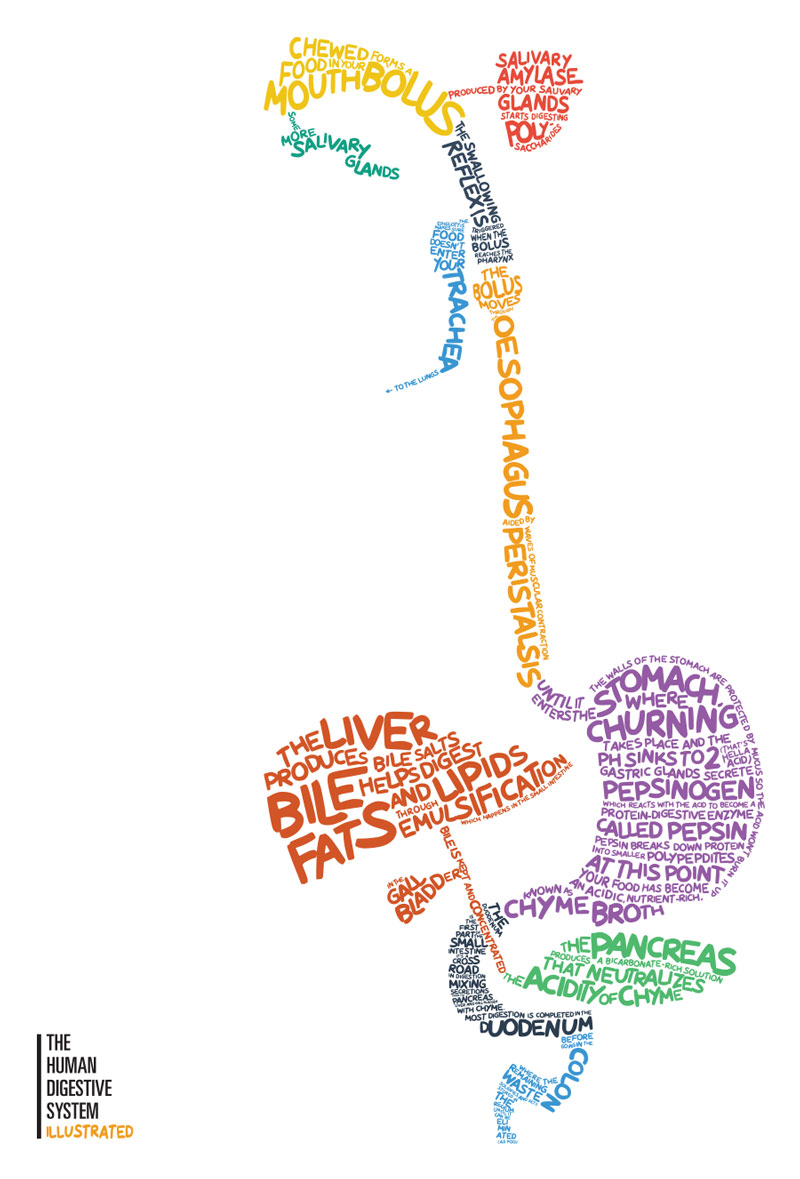 CHEWED FORMS A
FOOD IN YOUR
MOUTH BOLUS
SALIVARY
AMYLASE
PRODUCED BY YOUR SALIVARY
GLANDS
STARTS DIGESTING
POLY-
SACCHARIDES
SOME
MORE
SALIVARY
GLANDS
THE SWALLOWING
REFLEX IS
TRIGGERED
WHEN THE
BOLUS
REACHES THE
PHARYNX
THE
EPIGLOTTIS
MAKES SURE
FOOD
DOESN'T
ENTER
YOUR
TRACHEA
← TO THE LUNGS
THE
BOLUS
MOVES
THROUGH
OESOPHAGUS
AIDED BY
WAVES OF MUSCULAR CONTRACTION
PERISTALSIS
UNTIL IT
ENTERS THE
STOMACH,
WHERE
CHURNING
TAKES PLACE AND THE
PH SINKS TO 2
(THAT'S
HELLA
ACID)
GASTRIC GLANDS SECRETE
PEPSINOGEN
WHICH REACTS WITH THE ACID TO BECOME A
PROTEIN-DIGESTIVE ENZYME
CALLED PEPSIN.
PEPSIN BREAKS DOWN PROTEIN
INTO SMALLER POLYPEPDITES.
AT THIS POINT
YOUR FOOD HAS BECOME
AN ACIDIC, NUTRIENT-RICH.
KNOWN AS
CHYME BROTH
THE WALLS OF THE STOMACH ARE PROTECTED BY MUCUS SO THE ACID WON'T BURN IT UP
THE LIVER
PRODUCES BILE SALTS
BILE HELPS DIGEST
FATS AND LIPIDS
THROUGH
EMULSIFICATION
WHICH HAPPENS IN THE SMALL INTESTINE
BILE IS KEPT AND CONCENTRATED
IN THE
GALL
BLADDER
THE PANCREAS
PRODUCES A BICARBONATE-RICH SOLUTION
THAT NEUTRALIZES
THE ACIDITY OF CHYME
THE
DUODENUM
IS
THE
FIRST
PART OF THE
SMALL
INTESTINE
CROSS
ROAD
IN DIGESTION
MIXING
SECRETIONS
PANCREAS,
WITH CHYME.
MOST DIGESTION IS COMPLETED IN THE
DUODENUM
BEFORE
GOING IN THE
COLON
WHERE THE
REMAINING
WASTE
THE
RECTUM
ELI
MIN
ATED
(AS POO)
THE
HUMAN
DIGESTIVE
SYSTEM
ILLUSTRATED